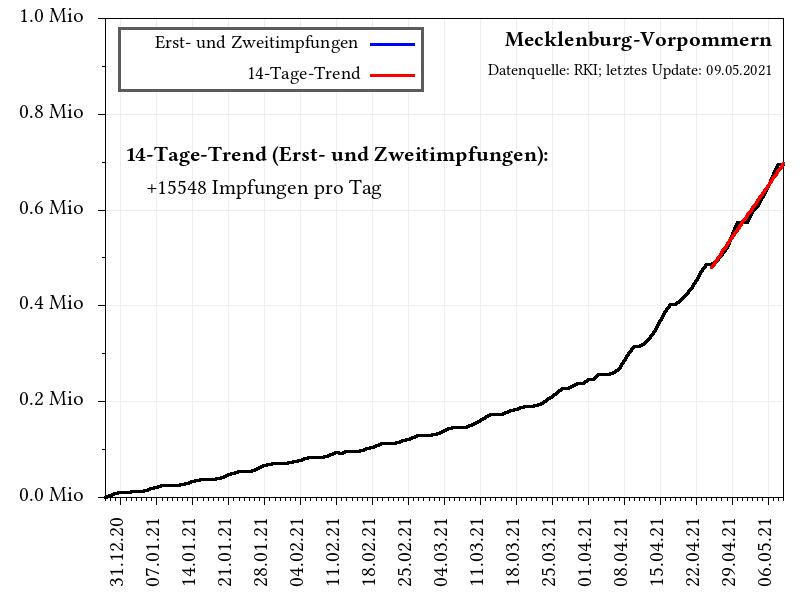 1.0 Mio
0.8 Mio
0.6 Mio
0.4 Mio
0.2 Mio
0.0 Mio
Erst- und Zweitimpfungen
14-Tage-Trend
Mecklenburg-Vorpommern
Datenquelle: RKI; letztes Update: 09.05.2021
14-Tage-Trend (Erst- und Zweitimpfungen):
+15548 Impfungen pro Tag
31.12.20
07.01.21
14.01.21
21.01.21
28.01.21
04.02.21
11.02.21
18.02.21
25.02.21
04.03.21
11.03.21
18.03.21
25.03.21
01.04.21
08.04.21
15.04.21
22.04.21
29.04.21
06.05.21